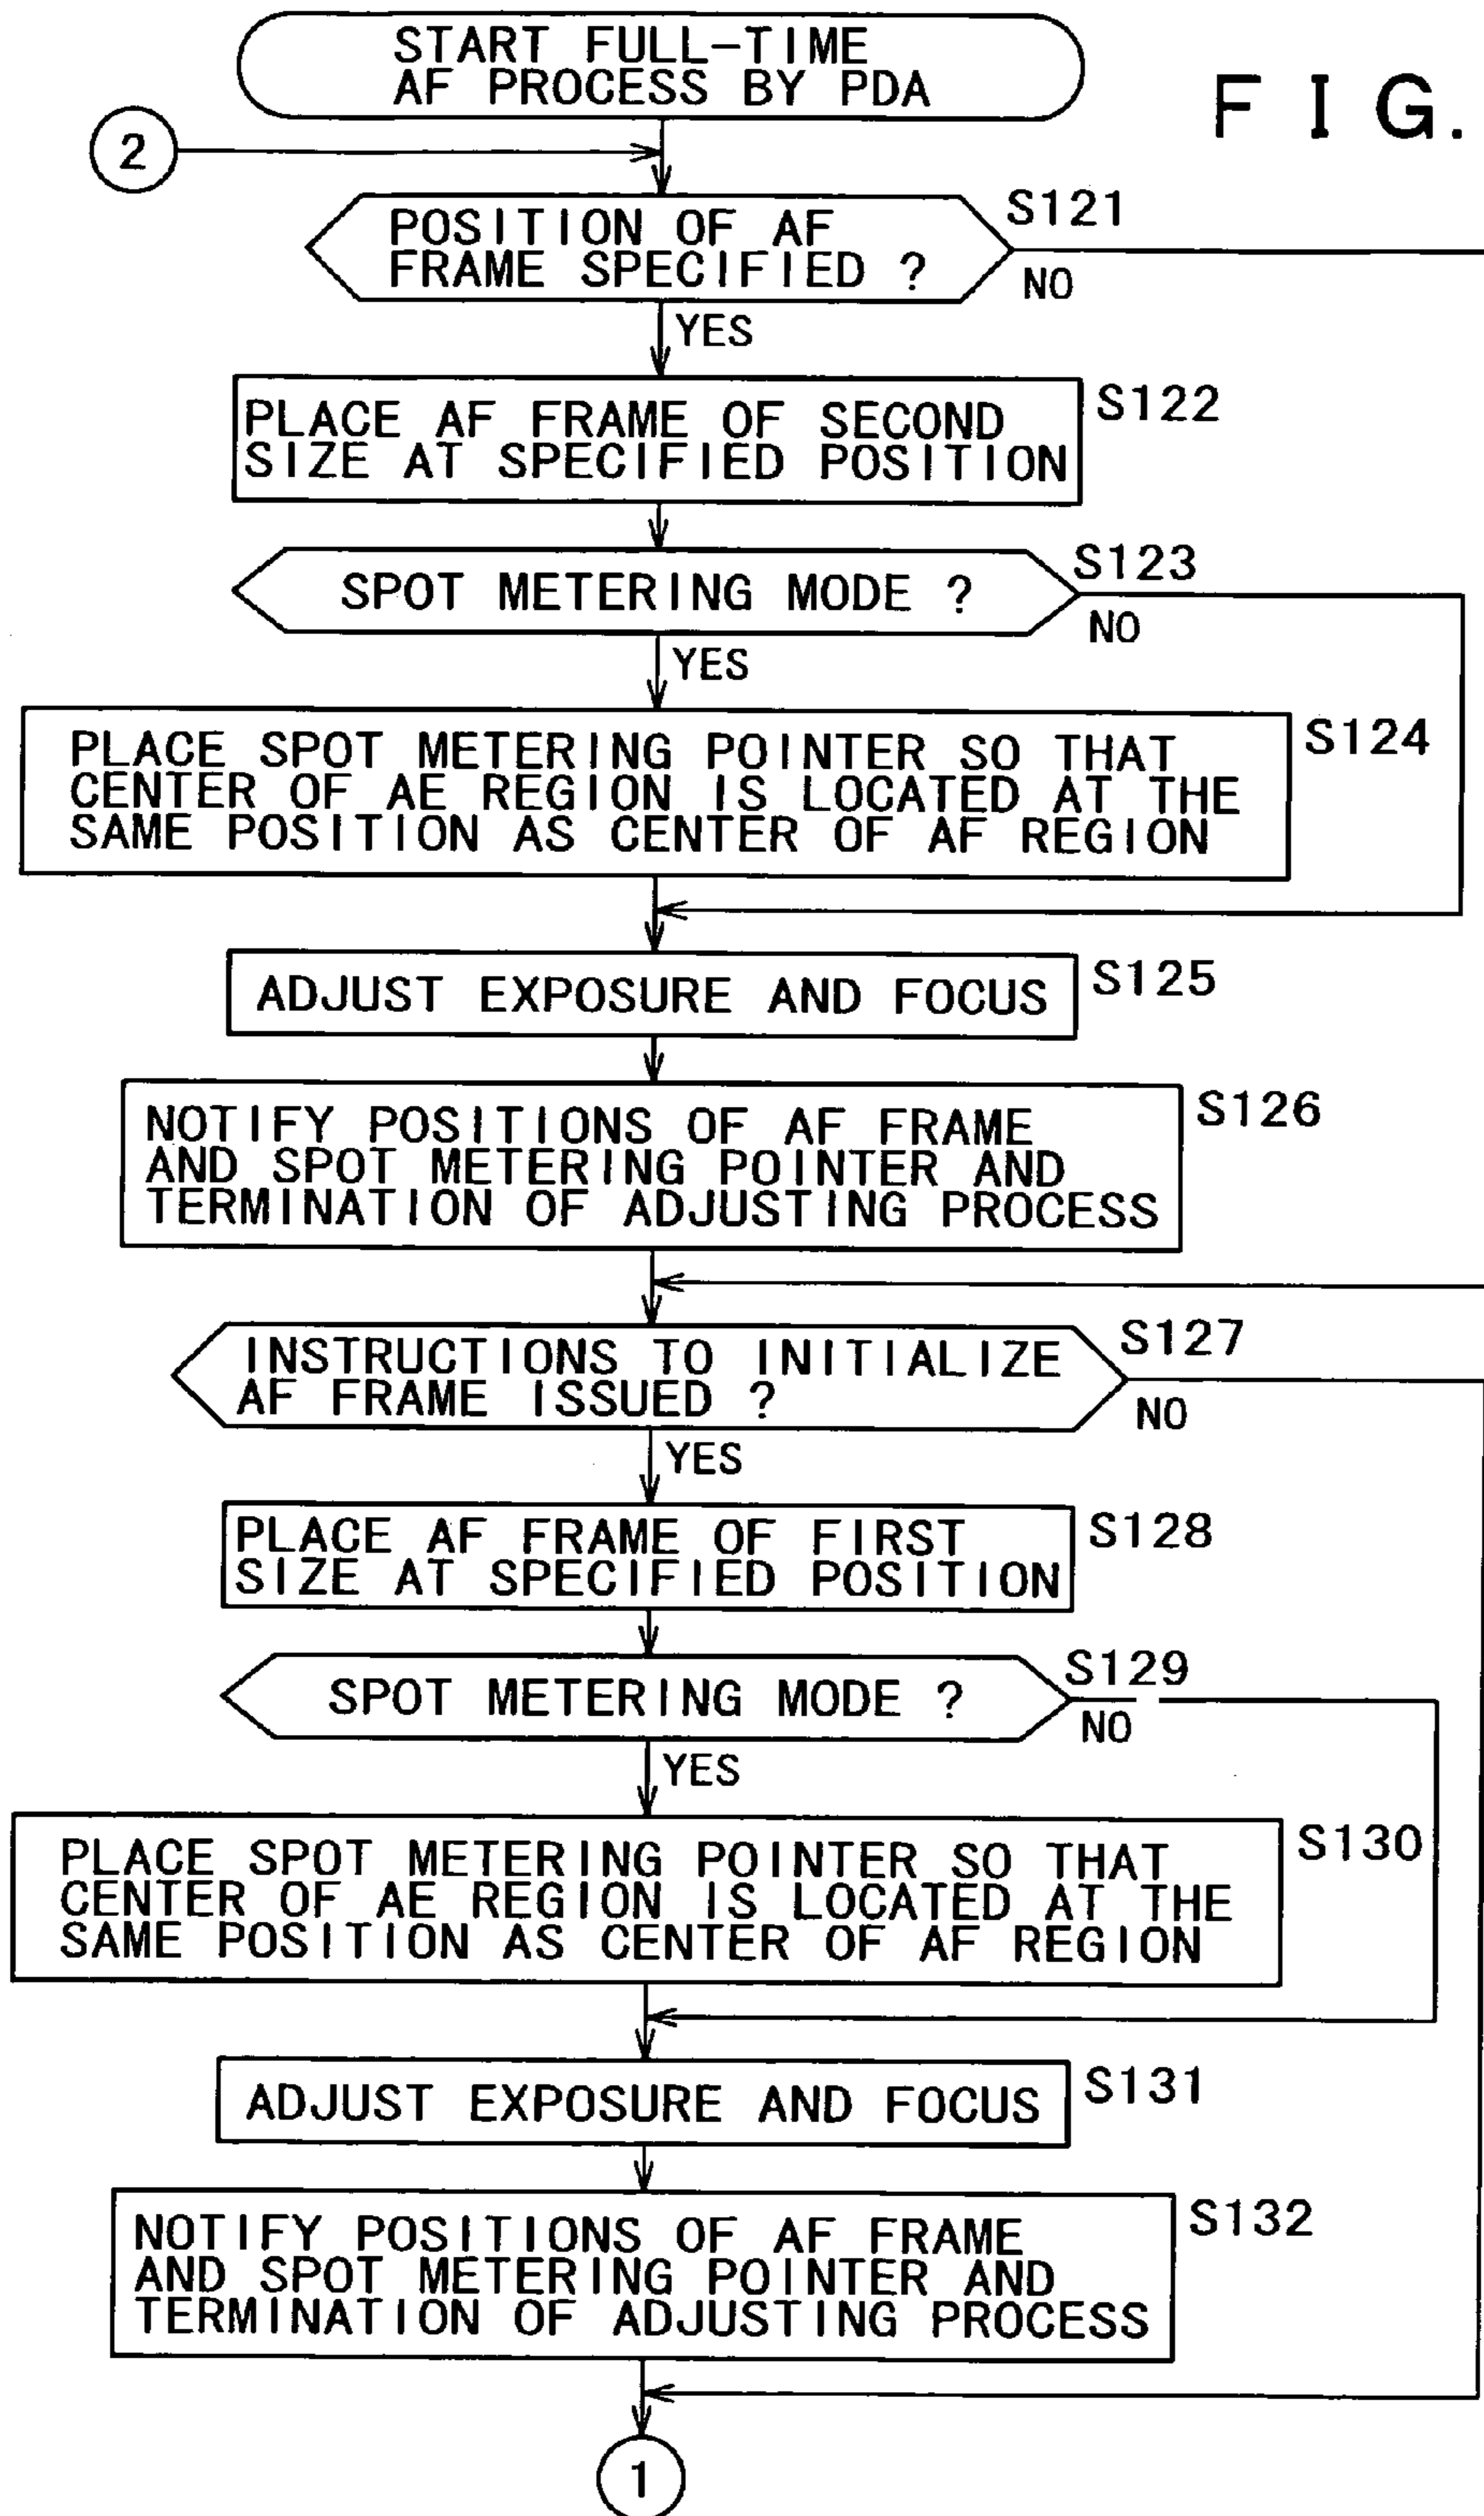 START FULL-TIME
AF PROCESS BY PDA
FIG.
2
POSITION OF AF
FRAME SPECIFIED ?
S121
NO
YES
PLACE AF FRAME OF SECOND
SIZE AT SPECIFIED POSITION
S122
SPOT METERING MODE ?
S123
NO
YES
PLACE SPOT METERING POINTER SO THAT
CENTER OF AE REGION IS LOCATED AT THE
SAME POSITION AS CENTER OF AF REGION
S124
ADJUST EXPOSURE AND FOCUS
S125
NOTIFY POSITIONS OF AF FRAME
AND SPOT METERING POINTER AND
TERMINATION OF ADJUSTING PROCESS
S126
INSTRUCTIONS TO INITIALIZE
AF FRAME ISSUED ?
S127
NO
YES
PLACE AF FRAME OF FIRST
SIZE AT SPECIFIED POSITION
S128
SPOT METERING MODE ?
S129
NO
YES
PLACE SPOT METERING POINTER SO THAT
CENTER OF AE REGION IS LOCATED AT THE
SAME POSITION AS CENTER OF AF REGION
S130
ADJUST EXPOSURE AND FOCUS
S131
NOTIFY POSITIONS OF AF FRAME
AND SPOT METERING POINTER AND
TERMINATION OF ADJUSTING PROCESS
S132
1